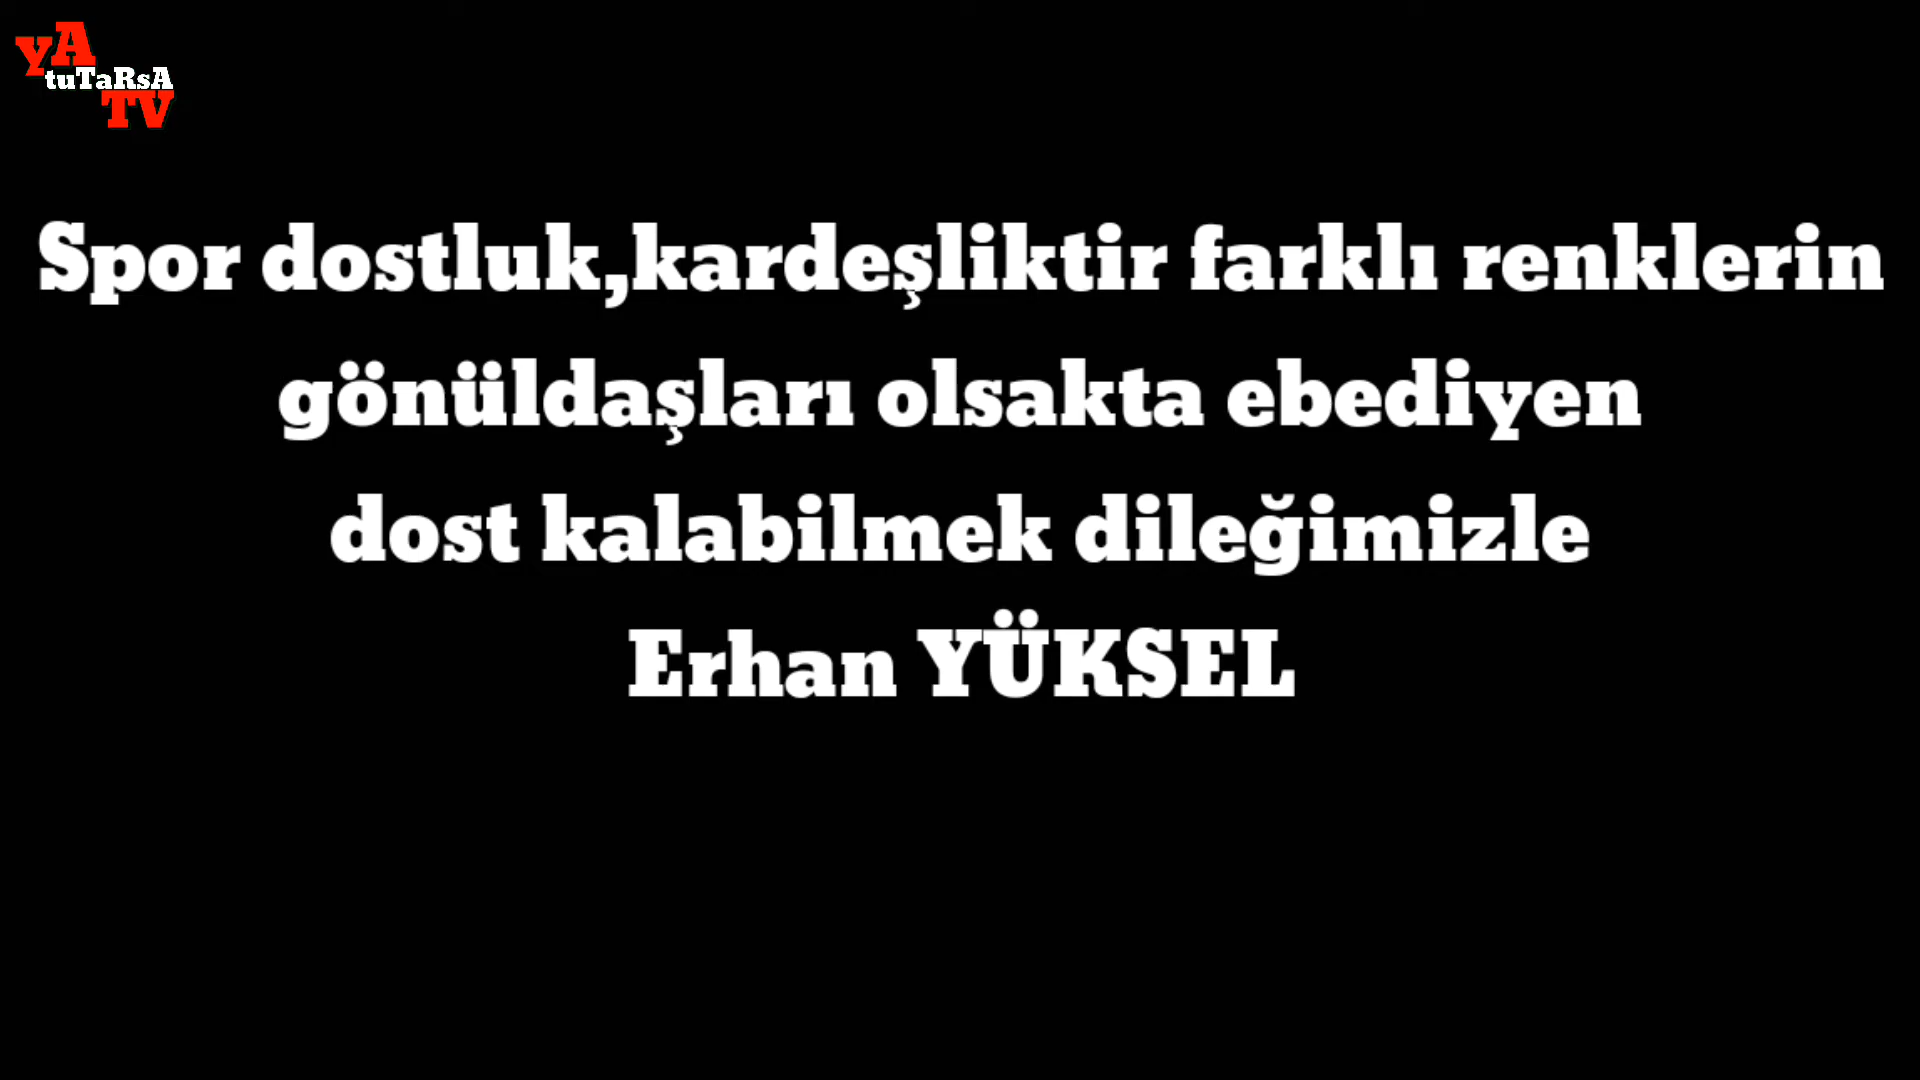 yA
tuTaRsA
TV
Spor dostluk,kardeşliktir farklı renklerin
gönüldaşları olsakta ebediyen
dost kalabilmek dileğimizle
Erhan YÜKSEL